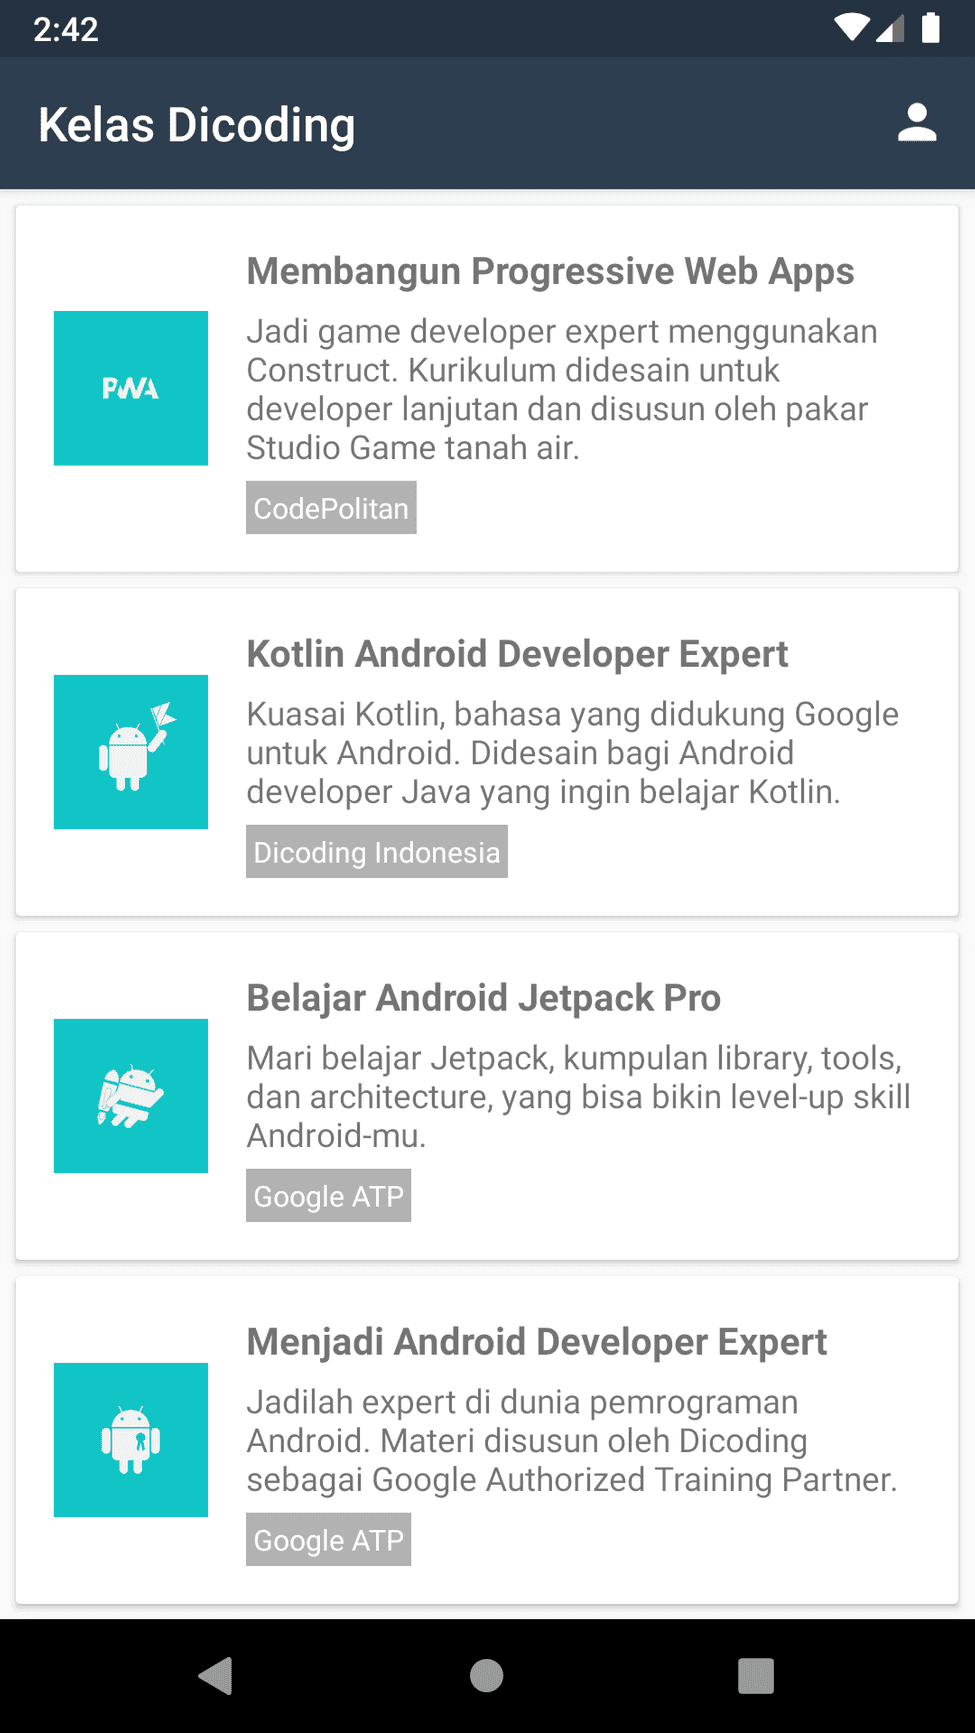 2:42
Kelas Dicoding
Membangun Progressive Web Apps
Jadi game developer expert menggunakan
Construct. Kurikulum didesain untuk
developer lanjutan dan disusun oleh pakar
Studio Game tanah air.
PWA
CodePolitan
Kotlin Android Developer Expert
Kuasai Kotlin, bahasa yang didukung Google
untuk Android. Didesain bagi Android
developer Java yang ingin belajar Kotlin.
Dicoding Indonesia
Belajar Android Jetpack Pro
Mari belajar Jetpack, kumpulan library, tools,
dan architecture, yang bisa bikin level-up skill
Android-mu.
Google ATP
Menjadi Android Developer Expert
Jadilah expert di dunia pemrograman
Android. Materi disusun oleh Dicoding
sebagai Google Authorized Training Partner.
Google ATP